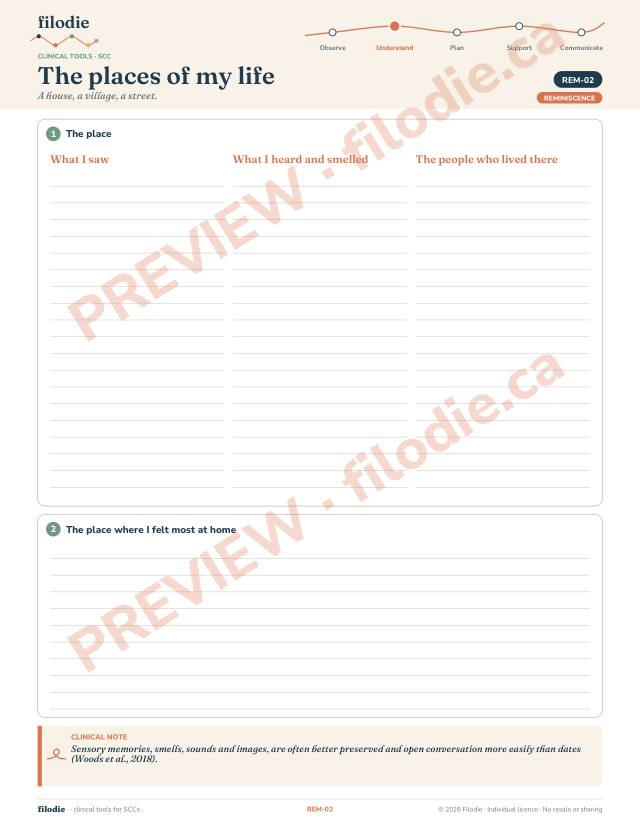 filodie
CLINICAL TOOLS · SCC
Observe
Understand
Plan
Support
Communicate
The places of my life
A house, a village, a street.
REM-02
REMINISCENCE
1 The place
What I saw
What I heard and smelled
The people who lived there
2 The place where I felt most at home
CLINICAL NOTE
Sensory memories, smells, sounds and images, are often better preserved and open conversation more easily than dates
(Woods et al., 2018).
filodie · clinical tools for SCCs
REM-02
© 2026 Filodie · Individual licence · No resale or sharing
PREVIEW · filodie.ca
PREVIEW · filodie.ca